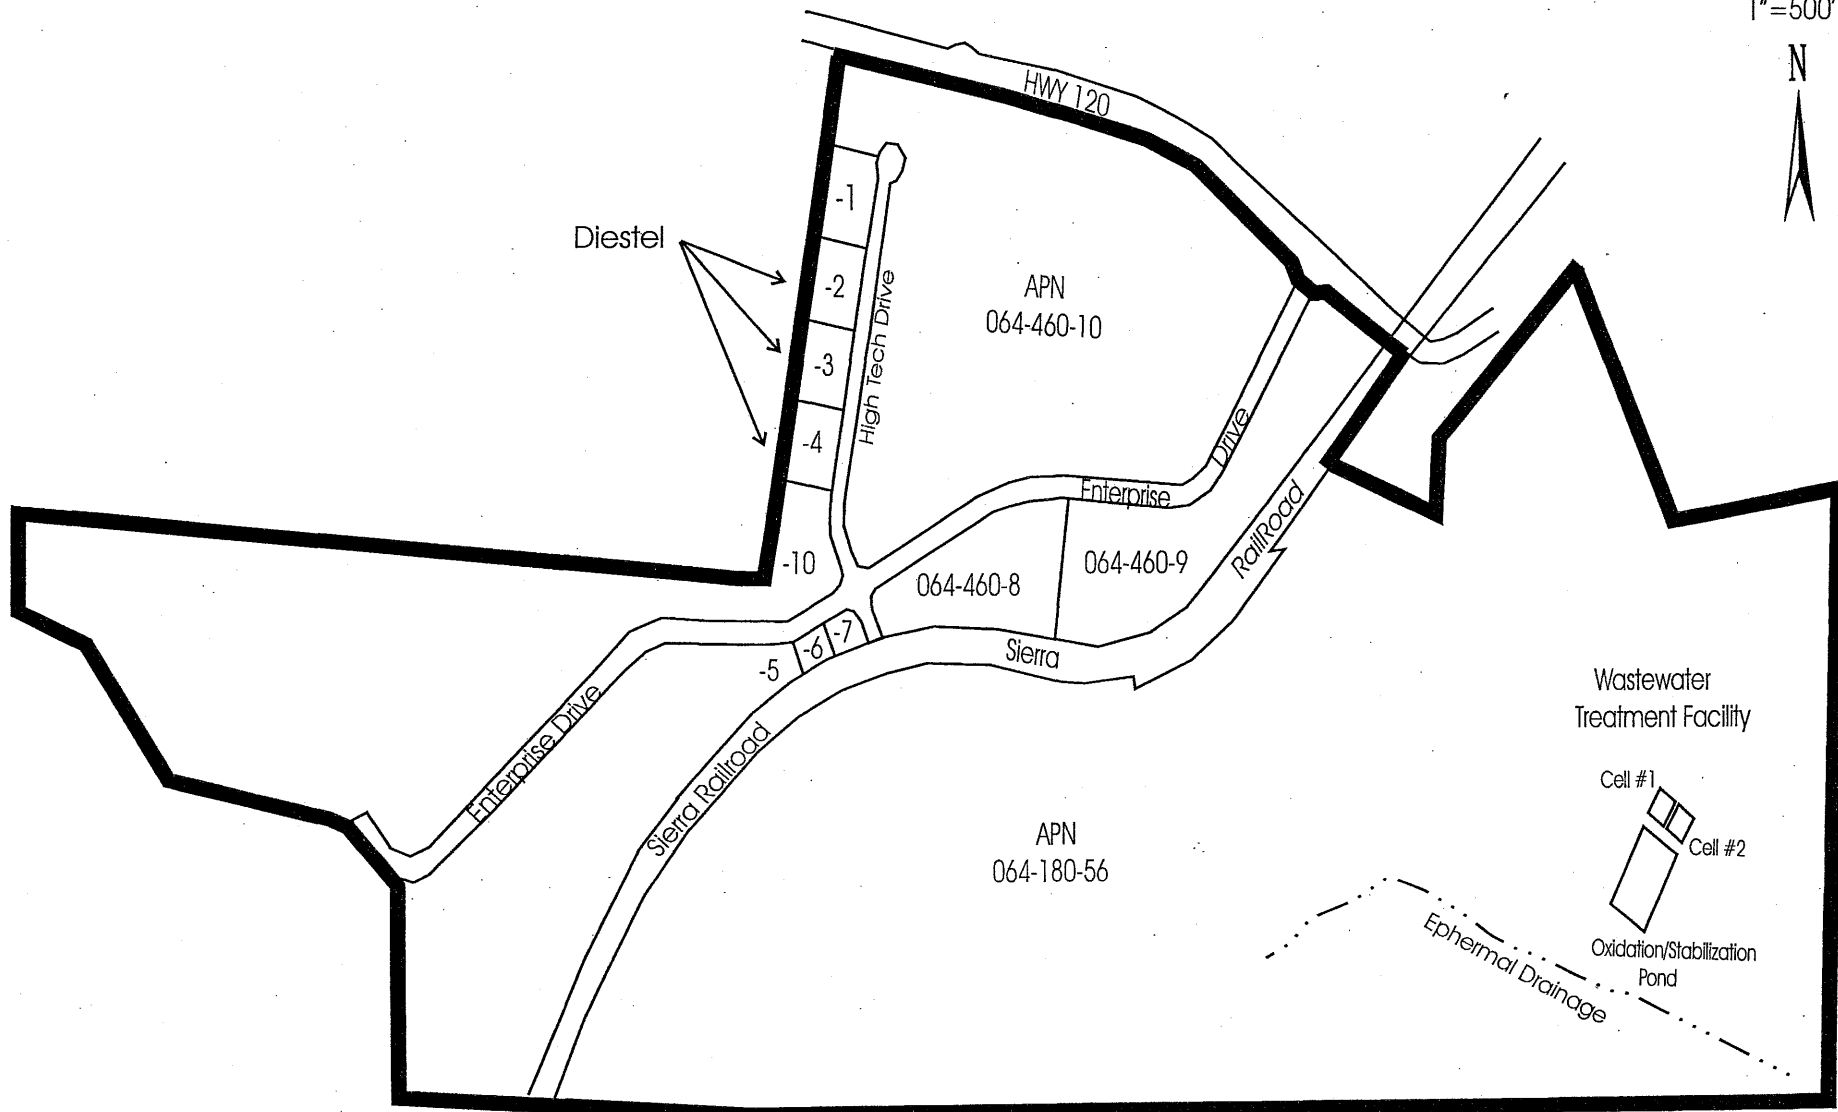 1"=500'
N
HWY 120
-1
Diestel
-2
High Tech Drive
APN
064-460-10
-3
-4
Drive
Enterprise
RailRoad
-10
064-460-8
064-460-9
-7
-6
-5
Sierra
Enterprise Drive
Sierra Railroad
Wastewater
Treatment Facility
Cell #1
Cell #2
APN
064-180-56
Ephermal Drainage
Oxidation/Stabilization
Pond